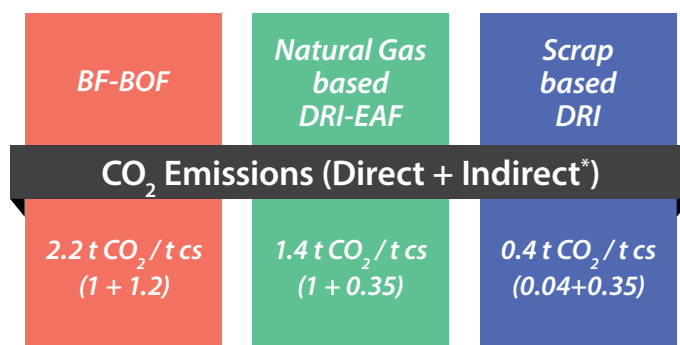 BF-BOF
Natural Gas
based
DRI-EAF
Scrap
based
DRI
CO₂ Emissions (Direct + Indirect*)
2.2 t CO₂ / t cs
(1 + 1.2)
1.4 t CO₂ / t cs
(1 + 0.35)
0.4 t CO₂ / t cs
(0.04+0.35)